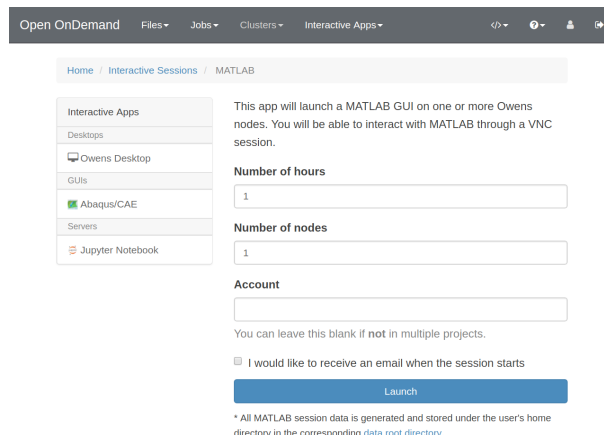 Open OnDemand Files Jobs Clusters Interactive Apps </>
Home / Interactive Sessions / MATLAB
Interactive Apps
Desktops
Owens Desktop
GUIs
Abaqus/CAE
Servers
Jupyter Notebook
This app will launch a MATLAB GUI on one or more Owens
nodes. You will be able to interact with MATLAB through a VNC
session.
Number of hours
1
Number of nodes
1
Account
You can leave this blank if not in multiple projects.
I would like to receive an email when the session starts
Launch
* All MATLAB session data is generated and stored under the user's home
directory in the corresponding data root directory.